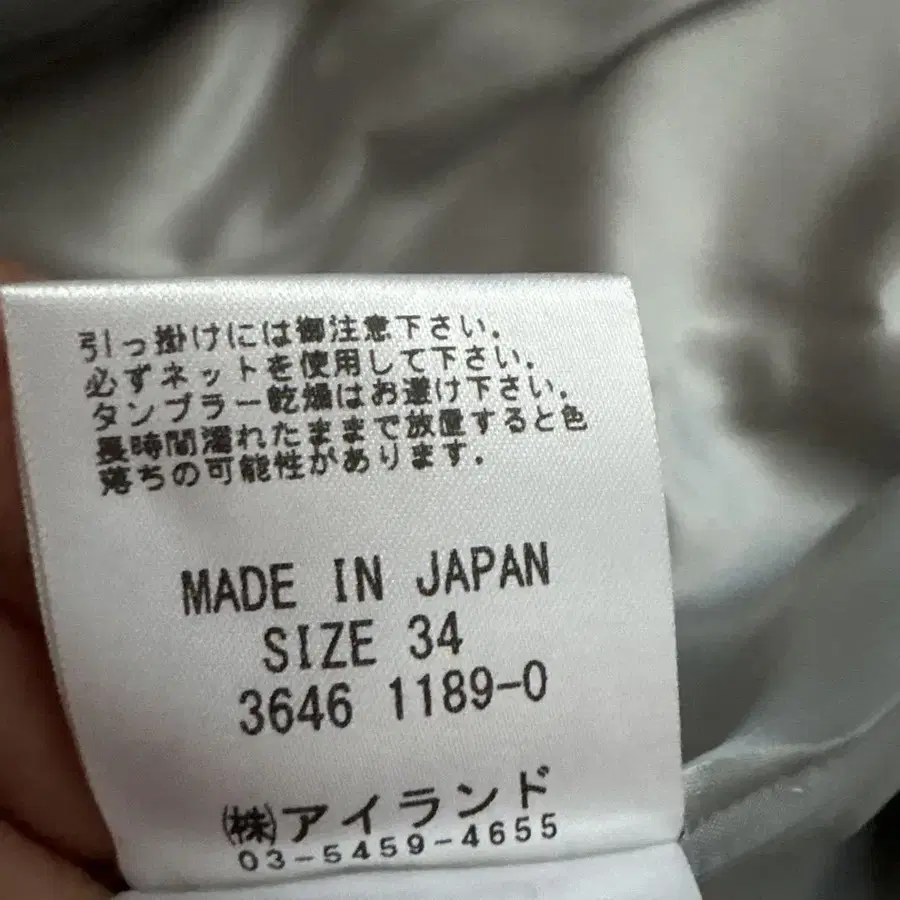 引っ掛けには御注意下さい.
必ずネットを使用して下さい.
タンブラー乾燥はお避け下さい.
長時間濡れたままで放置すると色
落ちの可能性があります.
MADE IN JAPAN
SIZE 34
3646 1189-0
㈱アイランド
03-5459-4655